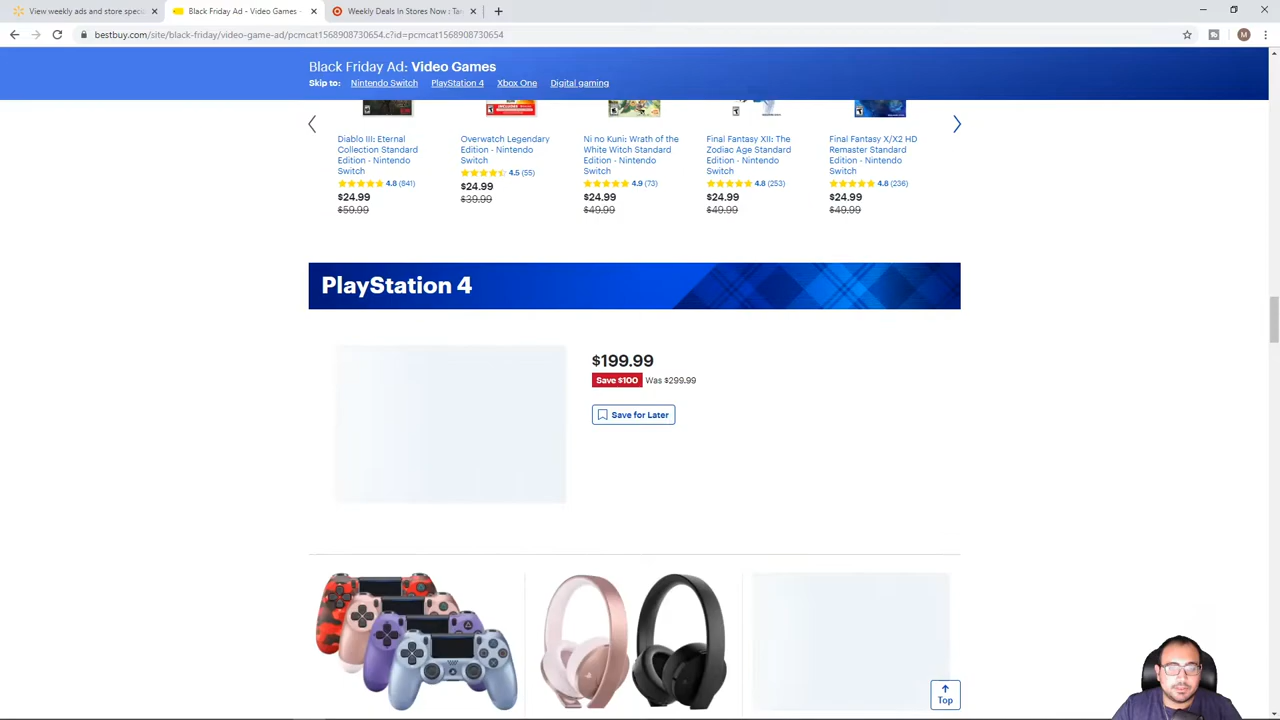 View weekly ads and store speci
Black Friday Ad - Video Games -
Weekly Deals In Stores Now : Tar
bestbuy.com/site/black-friday/video-game-ad/pcmcat1568908730654.c?id=pcmcat1568908730654
M
Black Friday Ad: Video Games
Skip to: Nintendo Switch PlayStation 4 Xbox One Digital gaming
Diablo III: Eternal
Collection Standard
Edition - Nintendo
Switch
4.8 (841)
$24.99
$59.99
Overwatch Legendary
Edition - Nintendo
Switch
4.5 (55)
$24.99
$39.99
Ni no Kuni: Wrath of the
White Witch Standard
Edition - Nintendo
Switch
4.9 (73)
$24.99
$49.99
Final Fantasy XII: The
Zodiac Age Standard
Edition - Nintendo
Switch
4.8 (253)
$24.99
$49.99
Final Fantasy X/X2 HD
Remaster Standard
Edition - Nintendo
Switch
4.8 (236)
$24.99
$49.99
PlayStation 4
$199.99
Save $100 Was $299.99
Save for Later
Top